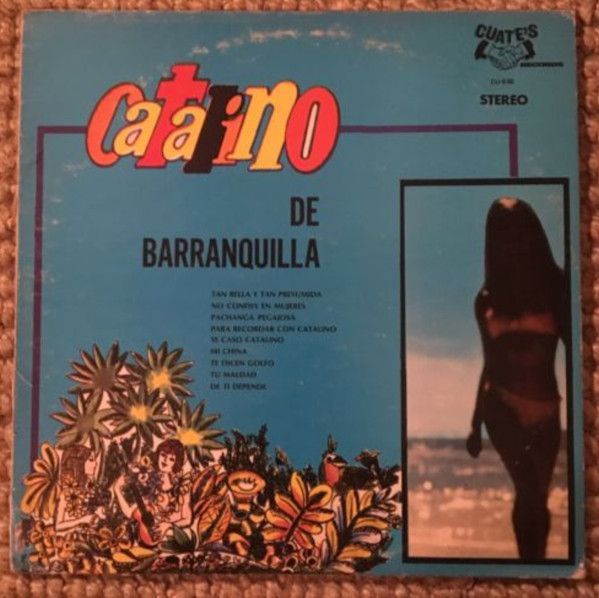 CUATE'S
RECORDS
STEREO
Catalino
DE
BARRANQUILLA
TAN BELLA Y TAN PRESUMIDA
NO CONFIES EN MUJERES
PACHANGA PEGAJOSA
PARA RECORDAR CON CATALINO
SE CASO CATALINO
MI CHINA
TE DICEN GOLFO
TU MALDAD
DE TI DEPENDE